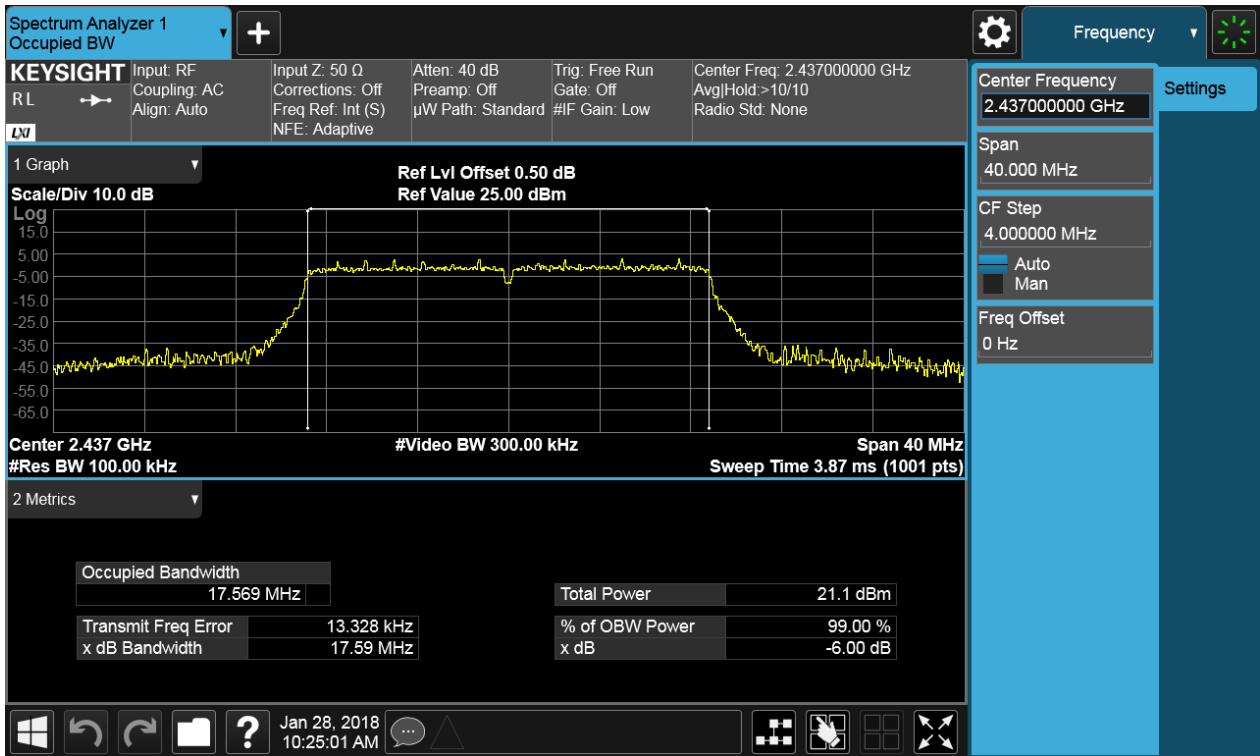 Spectrum Analyzer 1
Occupied BW
Frequency
KEYSIGHT
R L
LXI
Input: RF
Coupling: AC
Align: Auto
Input Z: 50 Ω
Corrections: Off
Freq Ref: Int (S)
NFE: Adaptive
Atten: 40 dB
Preamp: Off
µW Path: Standard
Trig: Free Run
Gate: Off
#IF Gain: Low
Center Freq: 2.437000000 GHz
Avg|Hold:>10/10
Radio Std: None
Center Frequency
2.437000000 GHz
Settings
Span
40.000 MHz
CF Step
4.000000 MHz
Auto
Man
Freq Offset
0 Hz
1 Graph
Scale/Div 10.0 dB
Ref Lvl Offset 0.50 dB
Ref Value 25.00 dBm
Log
15.0
5.00
-5.00
-15.0
-25.0
-35.0
-45.0
-55.0
-65.0
Center 2.437 GHz
#Video BW 300.00 kHz
Span 40 MHz
#Res BW 100.00 kHz
Sweep Time 3.87 ms (1001 pts)
2 Metrics
Occupied Bandwidth
17.569 MHz
Total Power 21.1 dBm
Transmit Freq Error 13.328 kHz
% of OBW Power 99.00 %
x dB Bandwidth 17.59 MHz
x dB -6.00 dB
Jan 28, 2018
10:25:01 AM